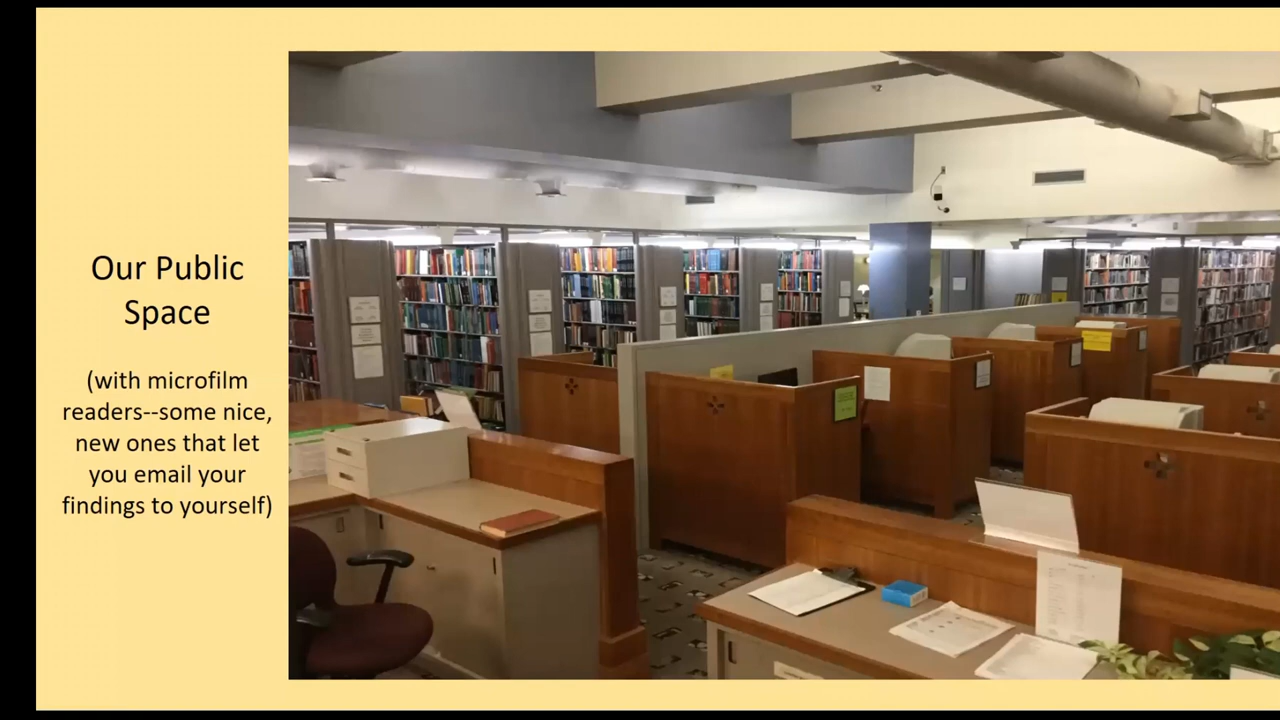 Our Public
Space
(with microfilm
readers--some nice,
new ones that let
you email your
findings to yourself)